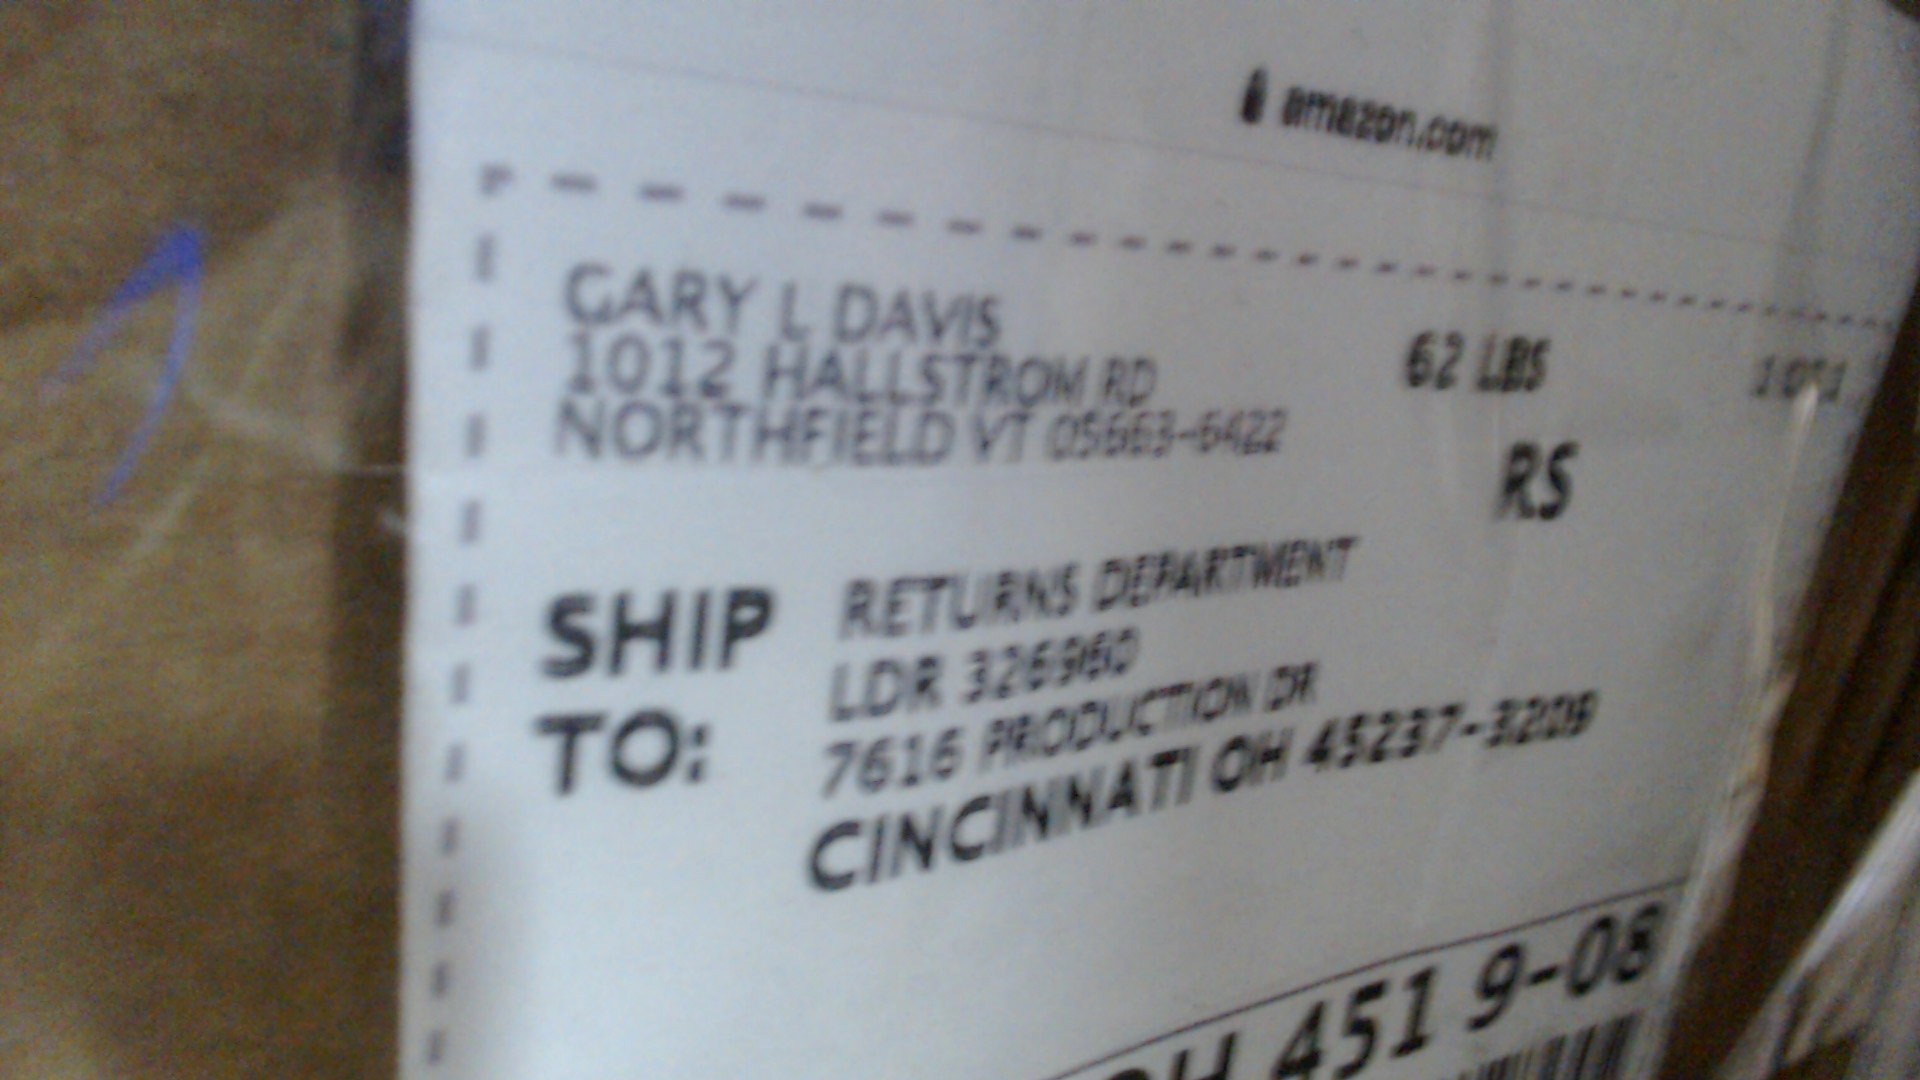 amazon.com
GARY L DAVIS
1012 HALLSTROM RD
NORTHFIELD VT 05663-6422
62 LBS
RS
SHIP TO:
RETURNS DEPARTMENT
LDR 326960
7616 PRODUCTION DR
CINCINNATI OH 45237-3209
OH 451 9-08